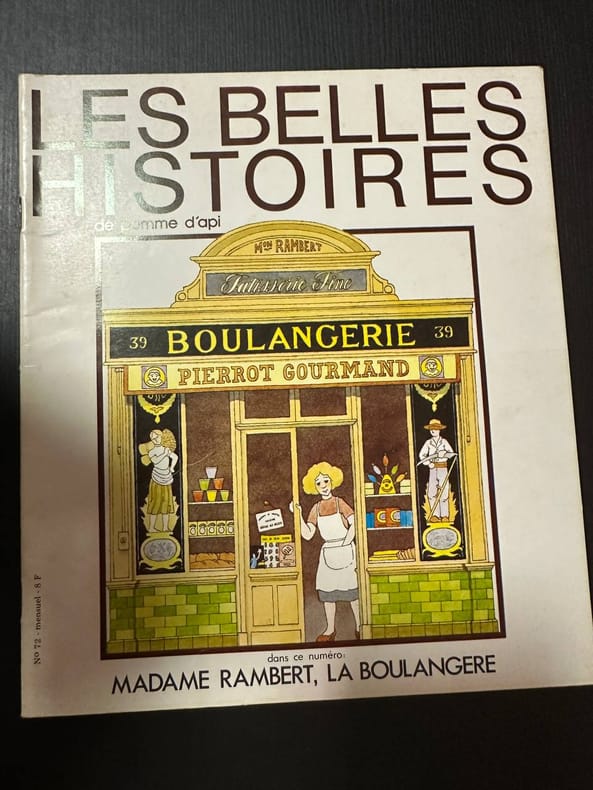 LES BELLES
HISTOIRES
de pomme d'api
Mon RAMBERT
Patisserie Fine
39 BOULANGERIE 39
PIERROT GOURMAND
No 72 - mensuel - 8 F
dans ce numéro:
MADAME RAMBERT, LA BOULANGERE